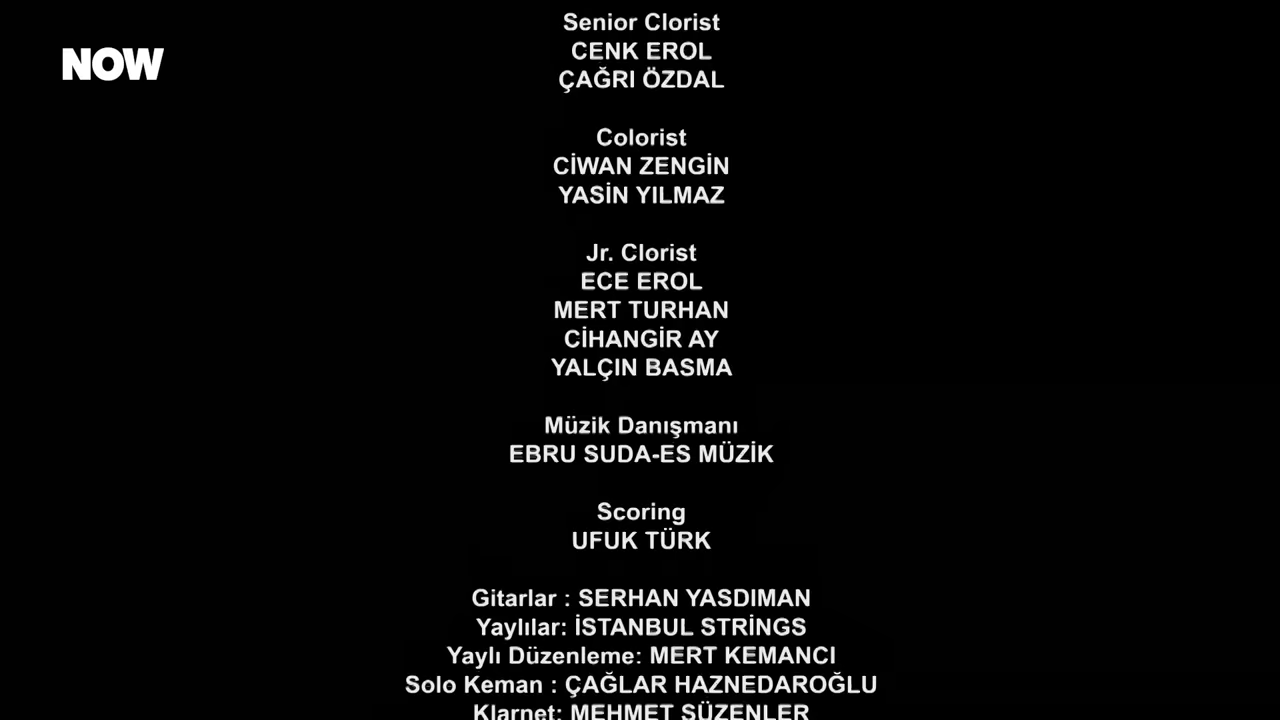 NOW
Senior Clorist
CENK EROL
ÇAĞRI ÖZDAL
Colorist
CİWAN ZENGİN
YASİN YILMAZ
Jr. Clorist
ECE EROL
MERT TURHAN
CİHANGİR AY
YALÇIN BASMA
Müzik Danışmanı
EBRU SUDA-ES MÜZİK
Scoring
UFUK TÜRK
Gitarlar : SERHAN YASDIMAN
Yaylılar: İSTANBUL STRİNGS
Yaylı Düzenleme: MERT KEMANCI
Solo Keman : ÇAĞLAR HAZNEDAROĞLU
Klarnet: MEHMET SÜZENLER